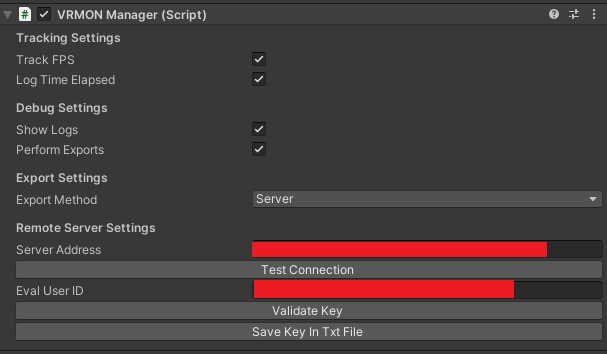 VRMON Manager (Script)
Tracking Settings
Track FPS
Log Time Elapsed
Debug Settings
Show Logs
Perform Exports
Export Settings
Export Method Server
Remote Server Settings
Server Address
Test Connection
Eval User ID
Validate Key
Save Key In Txt File